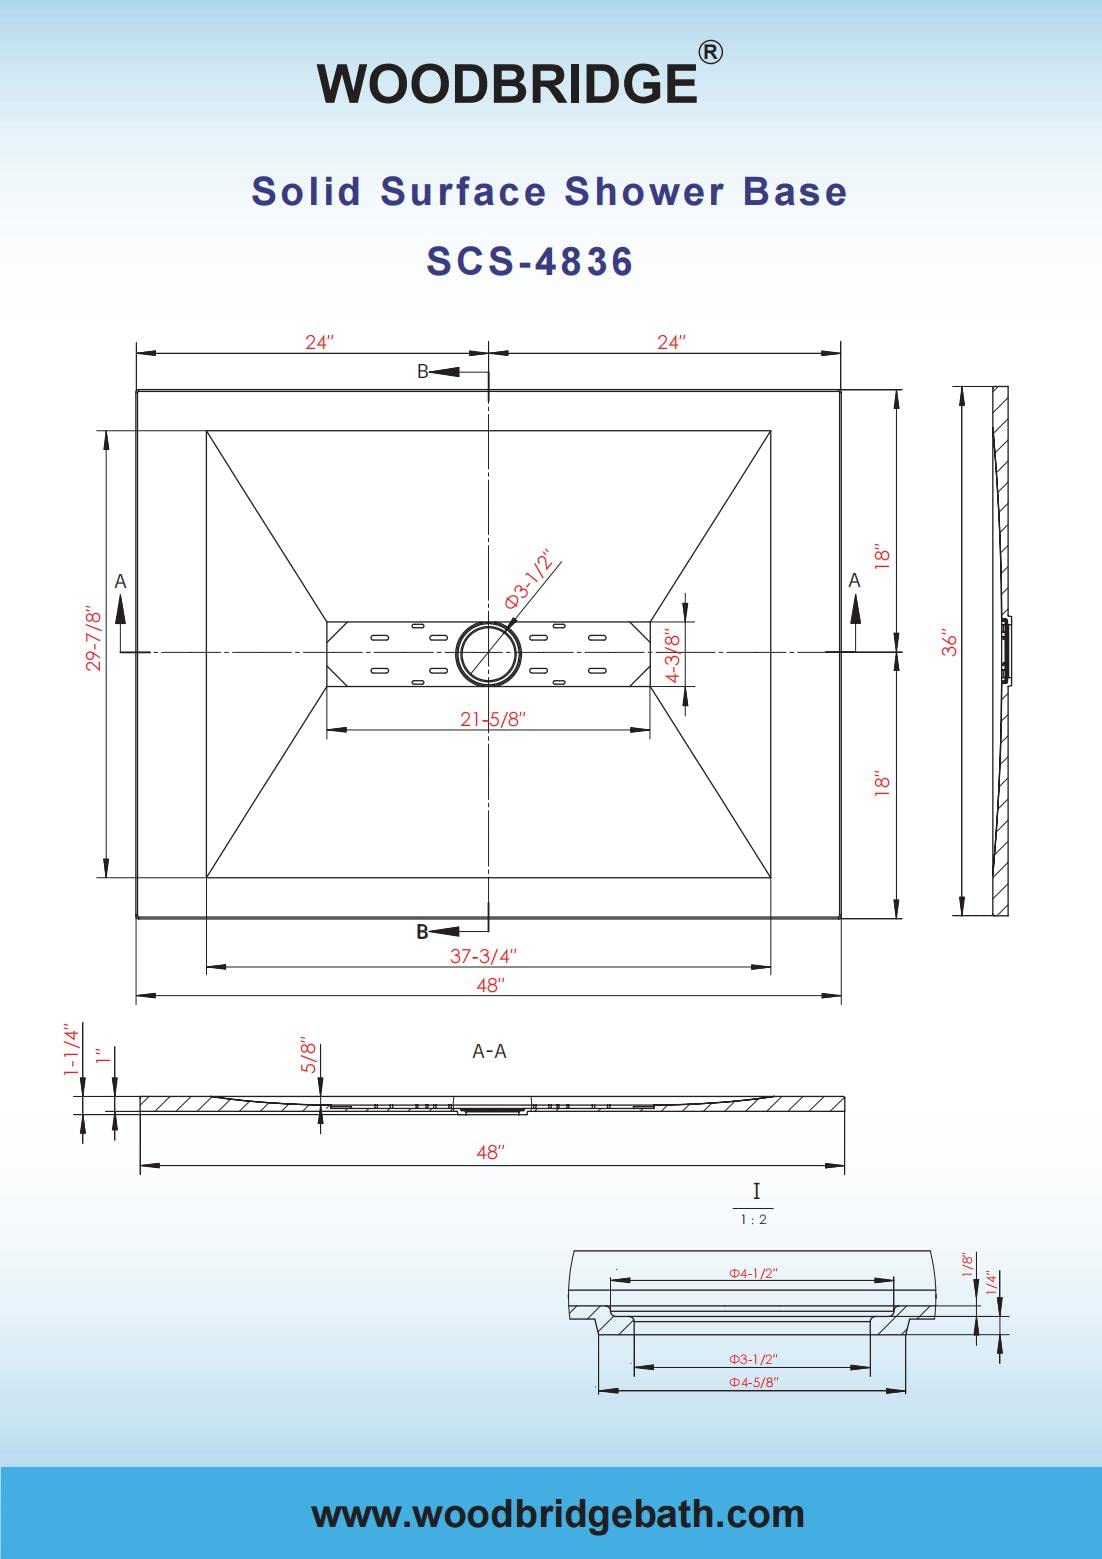 WOODBRIDGE®
Solid Surface Shower Base
SCS-4836
24" 24"
B
18"
A A
Φ3-1/2"
29-7/8"
4-3/8"
36"
21-5/8"
18"
B
37-3/4"
48"
1-1/4" 1" 5/8" A-A
48"
I
1 : 2
Φ4-1/2" 1/8" 1/4"
Φ3-1/2"
Φ4-5/8"
www.woodbridgebath.com